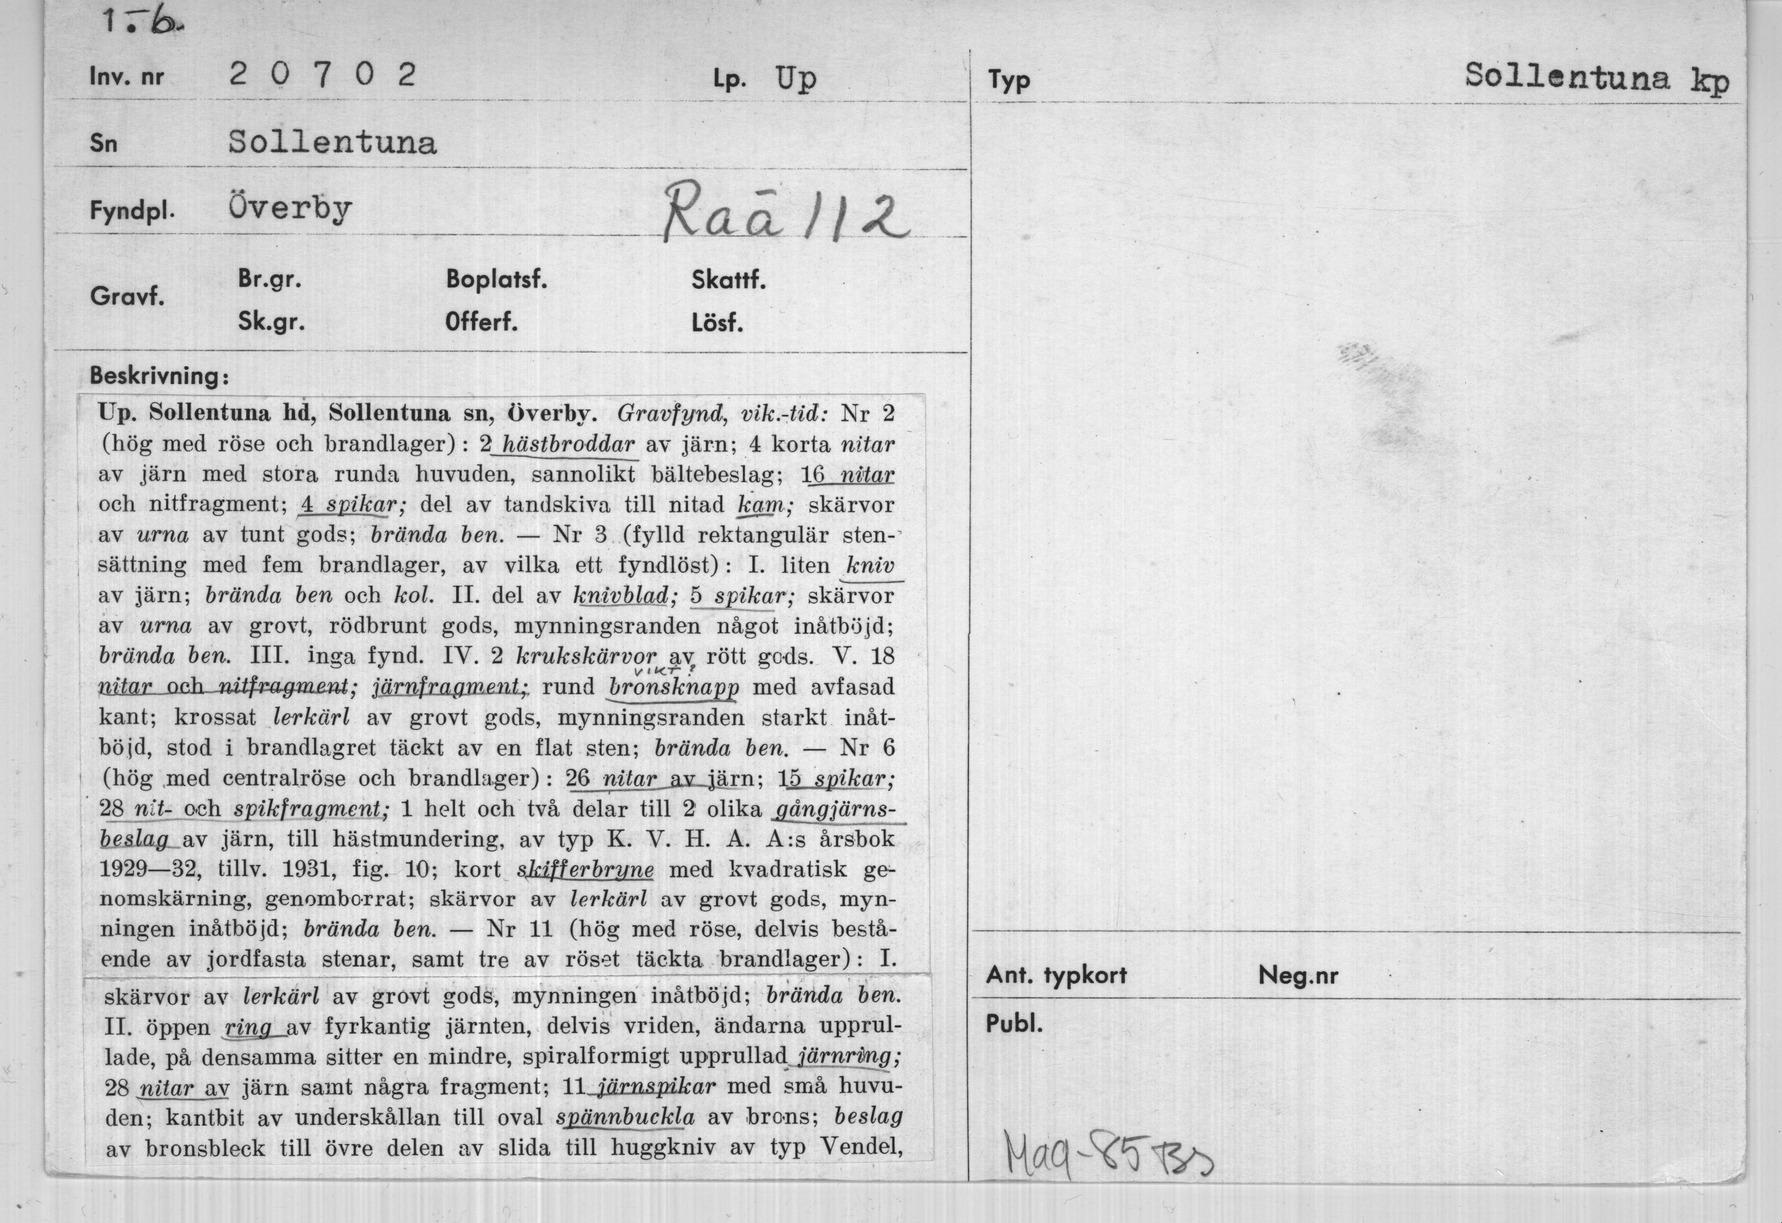 1:-6.
Inv. nr 20702 Lp. Up Typ Sollentuna kp
Sn Sollentuna
Fyndpl. Överby Raä 112
Gravf. Br.gr. Boplatsf. Skattf.
Sk.gr. Offerf. Lösf.
Beskrivning:
Up. Sollentuna hd, Sollentuna sn, Överby. Gravfynd, vik.-tid: Nr 2
(hög med röse och brandlager): 2 hästbroddar av järn; 4 korta nitar
av järn med stora runda huvuden, sannolikt bältebeslag; 16 nitar
och nitfragment; 4 spikar; del av tandskiva till nitad kam; skärvor
av urna av tunt gods; brända ben. — Nr 3 (fylld rektangulär sten-
sättning med fem brandlager, av vilka ett fyndlöst): I. liten kniv
av järn; brända ben och kol. II. del av knivblad; 5 spikar; skärvor
av urna av grovt, rödbrunt gods, mynningsranden något inåtböjd;
brända ben. III. inga fynd. IV. 2 krukskärvor av rött gods. V. 18
VIKT?
nitar och nitfragment; järnfragment; rund bronsknapp med avfasad
kant; krossat lerkärl av grovt gods, mynningsranden starkt inåt-
böjd, stod i brandlagret täckt av en flat sten; brända ben. — Nr 6
(hög med centralröse och brandlager): 26 nitar av järn; 15 spikar;
28 nit- och spikfragment; 1 helt och två delar till 2 olika gångjärns-
beslag av järn, till hästmundering, av typ K. V. H. A. A:s årsbok
1929—32, tillv. 1931, fig. 10; kort skifferbryne med kvadratisk ge-
nomskärning, genomborrat; skärvor av lerkärl av grovt gods, myn-
ningen inåtböjd; brända ben. — Nr 11 (hög med röse, delvis bestå-
ende av jordfasta stenar, samt tre av röset täckta brandlager): I.
skärvor av lerkärl av grovt gods, mynningen inåtböjd; brända ben.
II. öppen ring av fyrkantig järnten, delvis vriden, ändarna upprul-
lade, på densamma sitter en mindre, spiralformigt upprullad järnring;
28 nitar av järn samt några fragment; 11 järnspikar med små huvu-
den; kantbit av underskållan till oval spännbuckla av brons; beslag
av bronsbleck till övre delen av slida till huggkniv av typ Vendel,
Ant. typkort Neg.nr
Publ.
Mag-85 BS